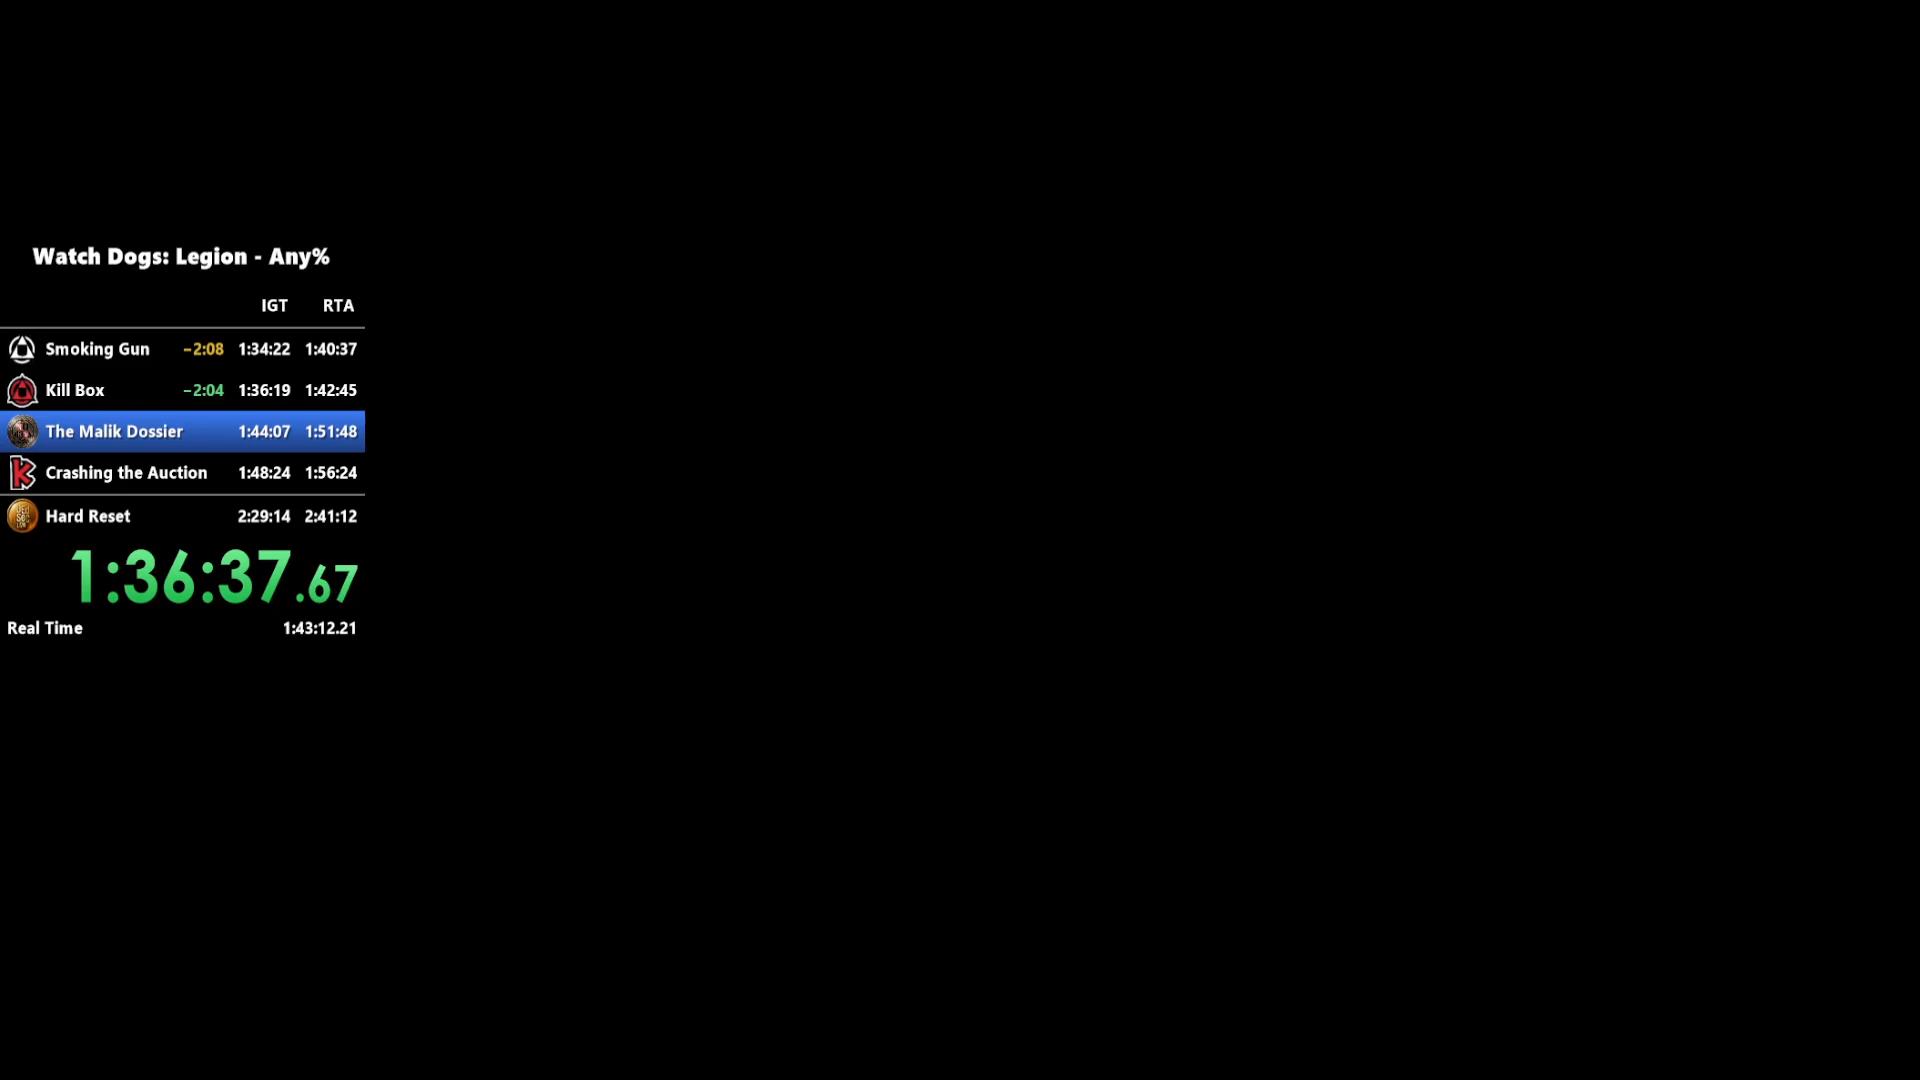 Watch Dogs: Legion - Any%
IGT RTA
Smoking Gun −2:08 1:34:22 1:40:37
Kill Box −2:04 1:36:19 1:42:45
The Malik Dossier 1:44:07 1:51:48
Crashing the Auction 1:48:24 1:56:24
Hard Reset 2:29:14 2:41:12
1:36:37.67
Real Time 1:43:12.21